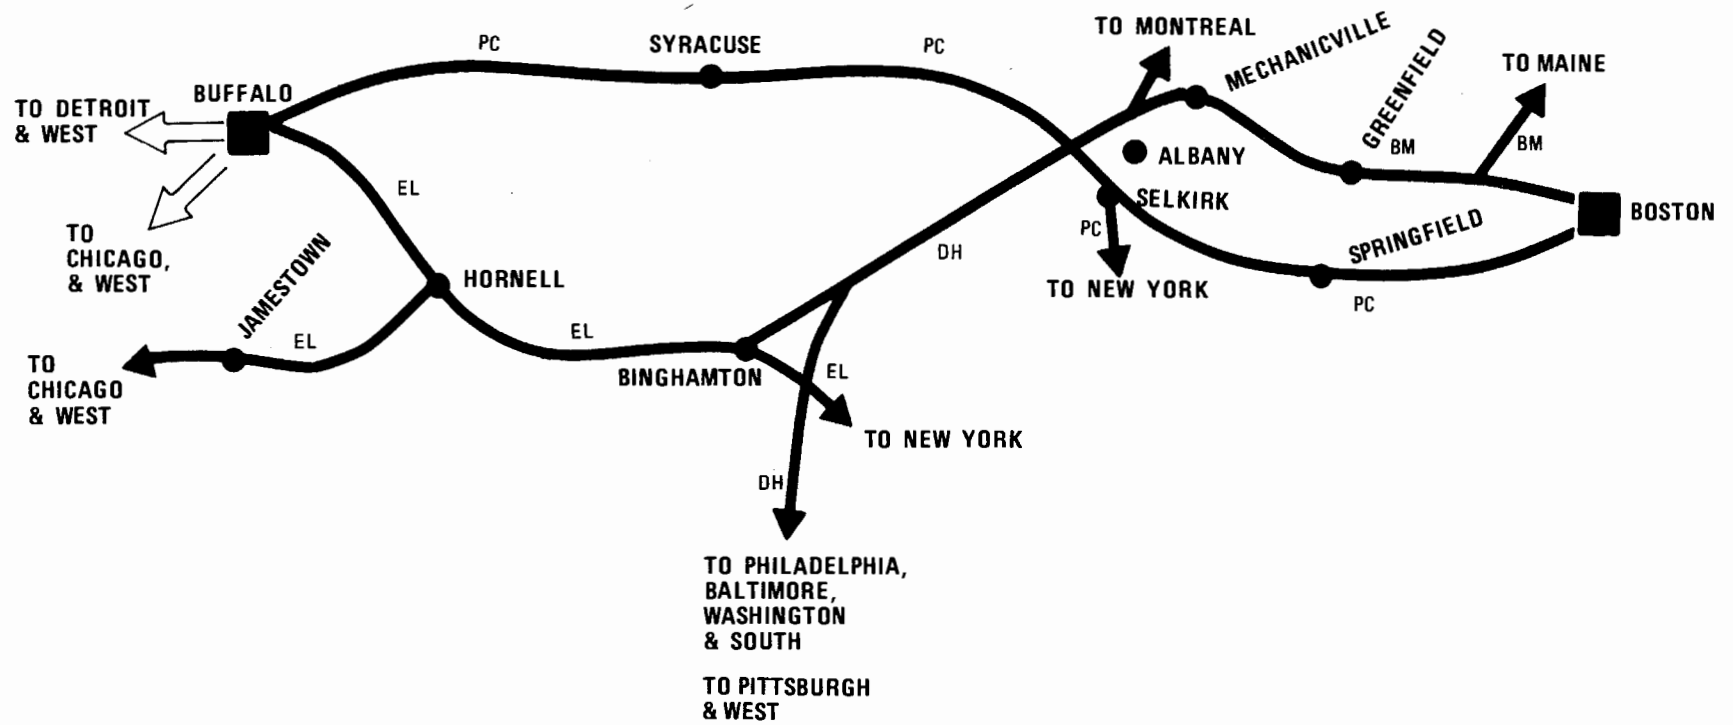 TO MONTREAL
MECHANICVILLE
GREENFIELD
PC
SYRACUSE
PC
TO MAINE
BUFFALO
TO DETROIT
& WEST
BM
BM
ALBANY
EL
SELKIRK
BOSTON
PC
SPRINGFIELD
TO
CHICAGO,
& WEST
DH
JAMESTOWN
HORNELL
TO NEW YORK
PC
EL
EL
TO
CHICAGO
& WEST
BINGHAMTON
EL
TO NEW YORK
DH
TO PHILADELPHIA,
BALTIMORE,
WASHINGTON
& SOUTH
TO PITTSBURGH
& WEST